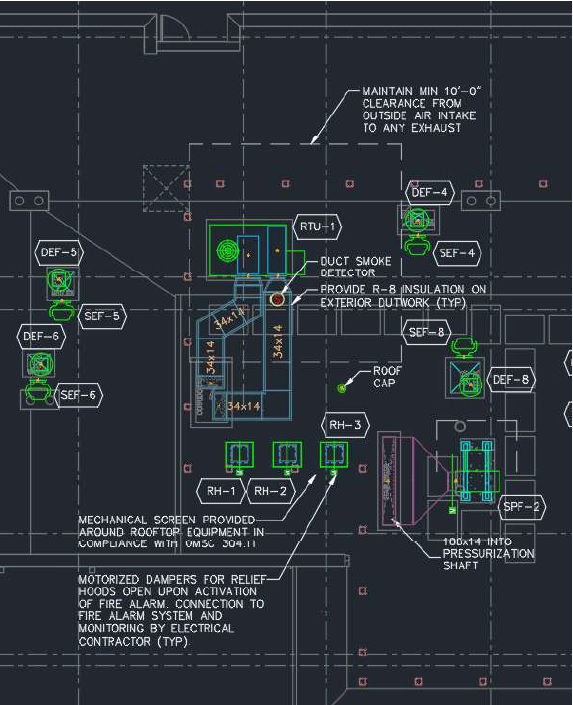 MAINTAIN MIN 10'-0"
CLEARANCE FROM
OUTSIDE AIR INTAKE
TO ANY EXHAUST
DEF-4
RTU-1
SEF-4
DEF-5
DUCT SMOKE
DETECTOR
PROVIDE R-8 INSULATION ON
EXTERIOR DUTWORK (TYP.)
SEF-5
34x14
SEF-8
DEF-6
34x14
34x14
ROOF
CAP
DEF-8
SEF-6
34x14
RH-3
RH-1
RH-2
SPF-2
MECHANICAL SCREEN PROVIDED
AROUND ROOFTOP EQUIPMENT IN
COMPLIANCE WITH OMSC 304.11
100x14 INTO
PRESSURIZATION
SHAFT
MOTORIZED DAMPERS FOR RELIEF
HOODS OPEN UPON ACTIVATION
OF FIRE ALARM. CONNECTION TO
FIRE ALARM SYSTEM AND
MONITORING BY ELECTRICAL
CONTRACTOR (TYP)